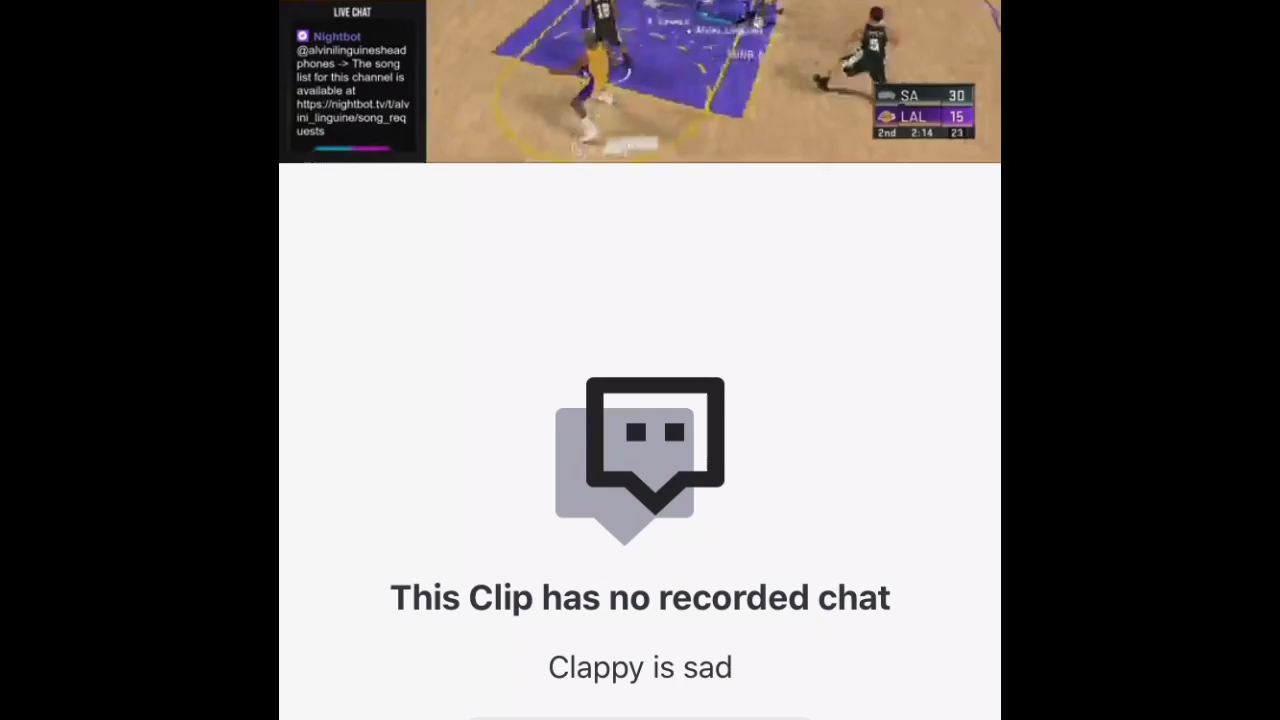 LIVE CHAT
Nightbot
@alvinilinguineshead
phones -> The song
list for this channel is
available at
https://nightbot.tv/t/alv
ini_linguine/song_req
uests
18
5
SA 30
LAL 15
2nd 2:14 23
This Clip has no recorded chat
Clappy is sad